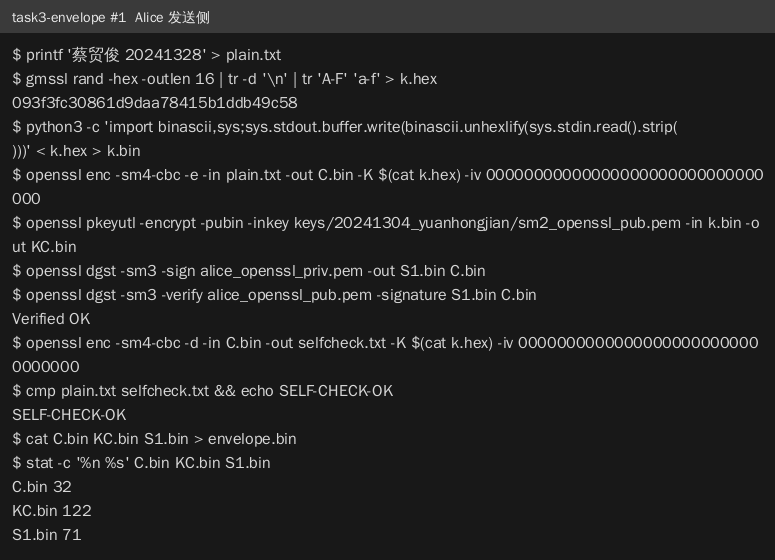 task3-envelope #1  Alice 发送侧
$ printf '蔡贸俊 20241328' > plain.txt
$ gmssl rand -hex -outlen 16 | tr -d '\n' | tr 'A-F' 'a-f' > k.hex
093f3fc30861d9daa78415b1ddb49c58
$ python3 -c 'import binascii,sys;sys.stdout.buffer.write(binascii.unhexlify(sys.stdin.read().strip(
)))' < k.hex > k.bin
$ openssl enc -sm4-cbc -e -in plain.txt -out C.bin -K $(cat k.hex) -iv 00000000000000000000000000000
000
$ openssl pkeyutl -encrypt -pubin -inkey keys/20241304_yuanhongjian/sm2_openssl_pub.pem -in k.bin -o
ut KC.bin
$ openssl dgst -sm3 -sign alice_openssl_priv.pem -out S1.bin C.bin
$ openssl dgst -sm3 -verify alice_openssl_pub.pem -signature S1.bin C.bin
Verified OK
$ openssl enc -sm4-cbc -d -in C.bin -out selfcheck.txt -K $(cat k.hex) -iv 0000000000000000000000000
0000000
$ cmp plain.txt selfcheck.txt && echo SELF-CHECK-OK
SELF-CHECK-OK
$ cat C.bin KC.bin S1.bin > envelope.bin
$ stat -c '%n %s' C.bin KC.bin S1.bin
C.bin 32
KC.bin 122
S1.bin 71